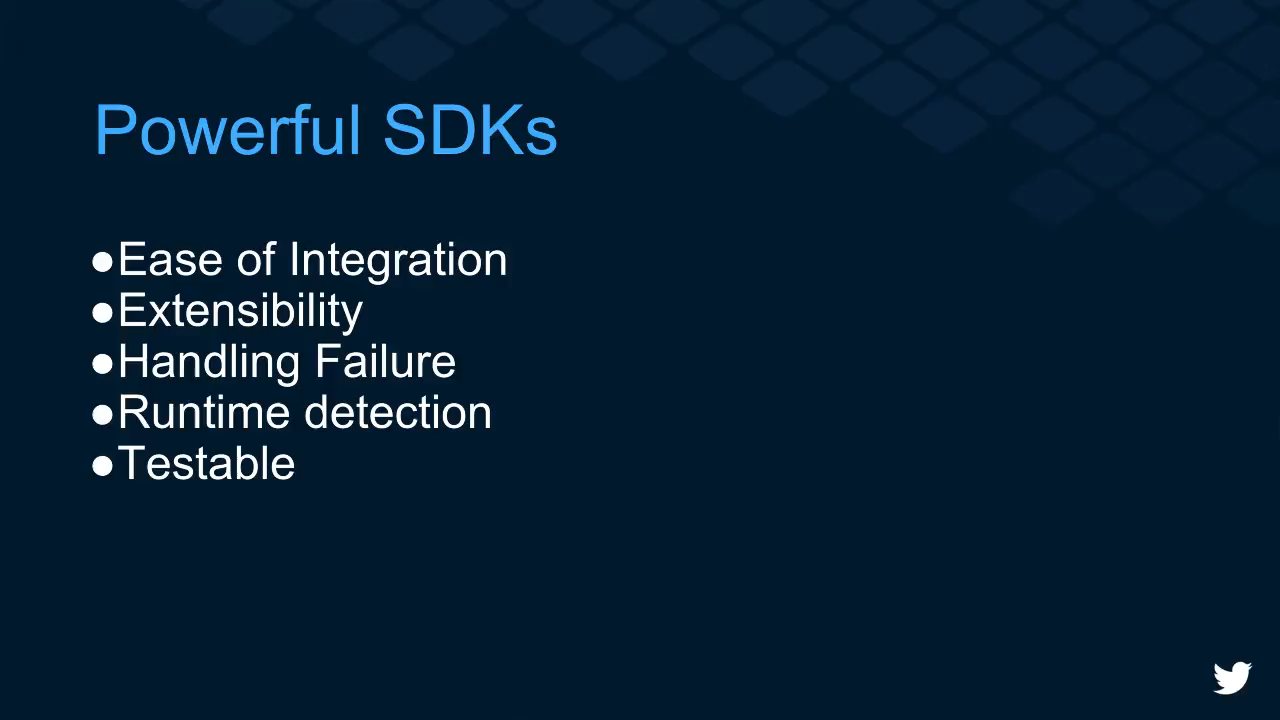 Powerful SDKs
●Ease of Integration
●Extensibility
●Handling Failure
●Runtime detection
●Testable